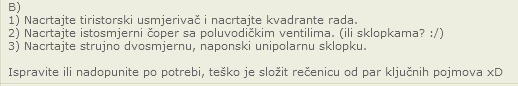 B)
1) Nacrtajte tiristorski usmjerivač i nacrtajte kvadrante rada.
2) Nacrtajte istosmjerni čoper sa poluvodičkim ventilima. (ili sklopkama? :/)
3) Nacrtajte strujno dvosmjernu, naponski unipolarnu sklopku.
Ispravite ili nadopunite po potrebi, teško je složit rečenicu od par ključnih pojmova xD